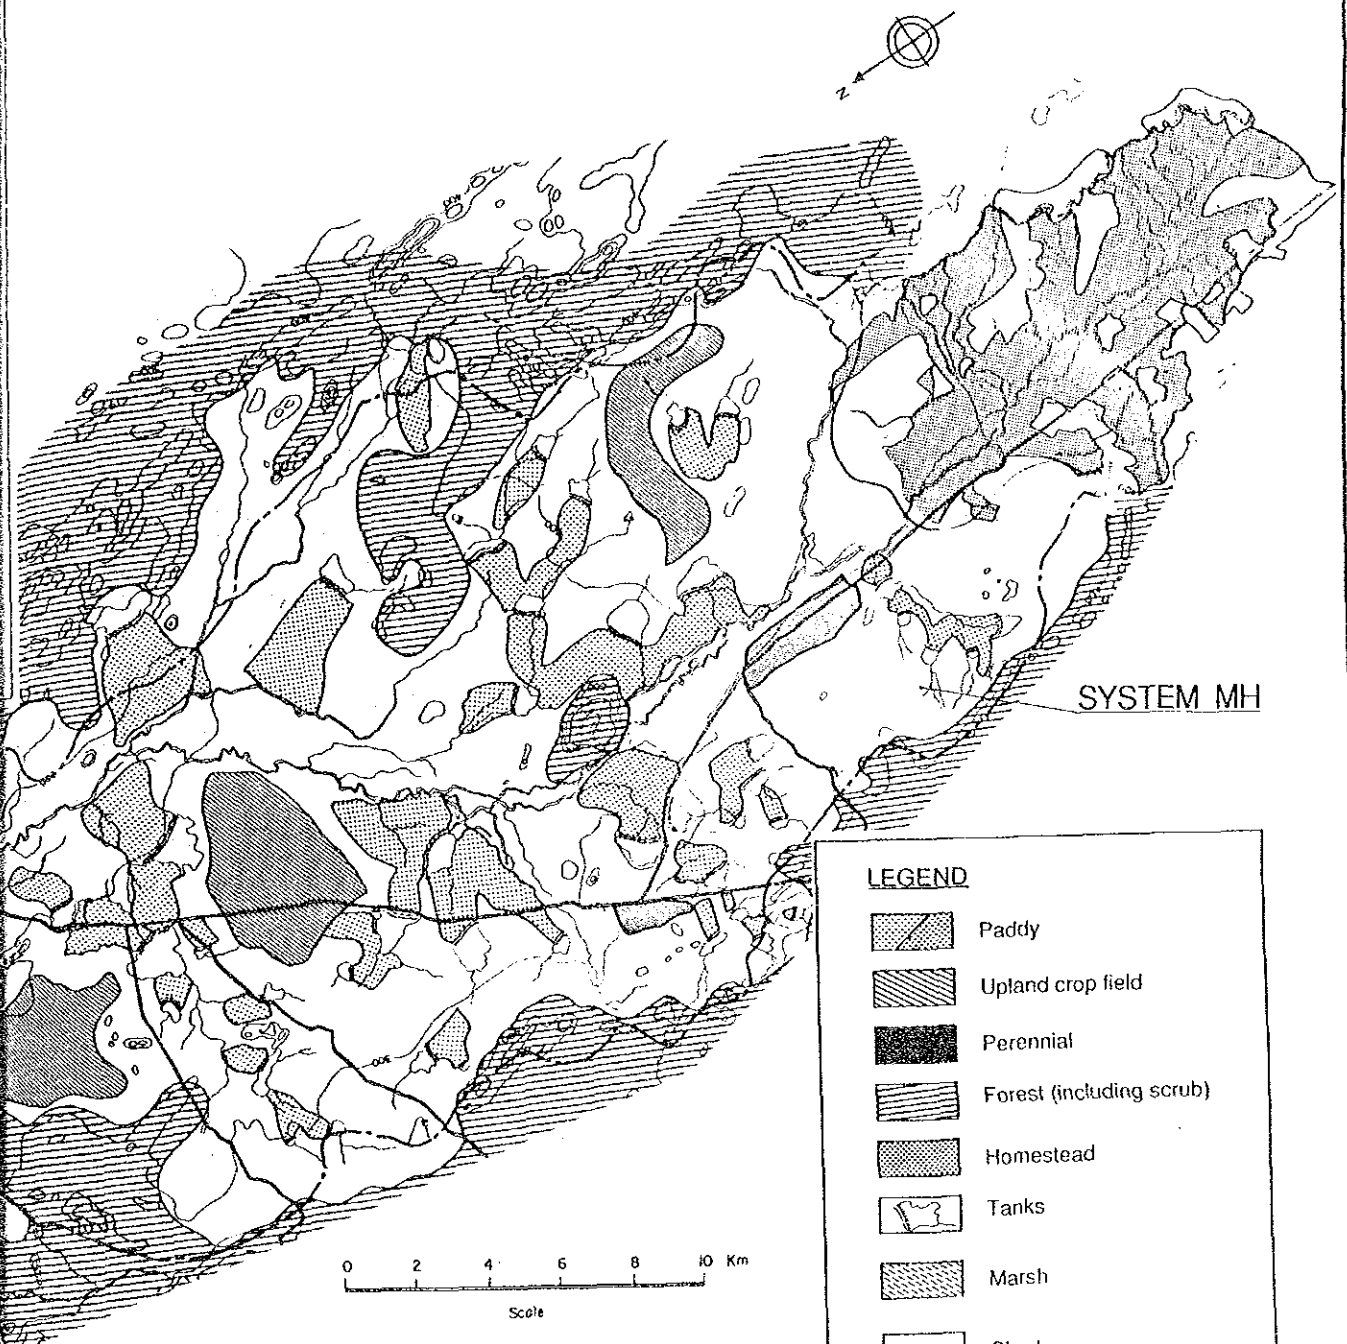 N
SYSTEM MH
LEGEND
Paddy
Upland crop field
Perennial
Forest (including scrub)
Homestead
Tanks
Marsh
300
0 2 4 6 8 10 Km
Scale